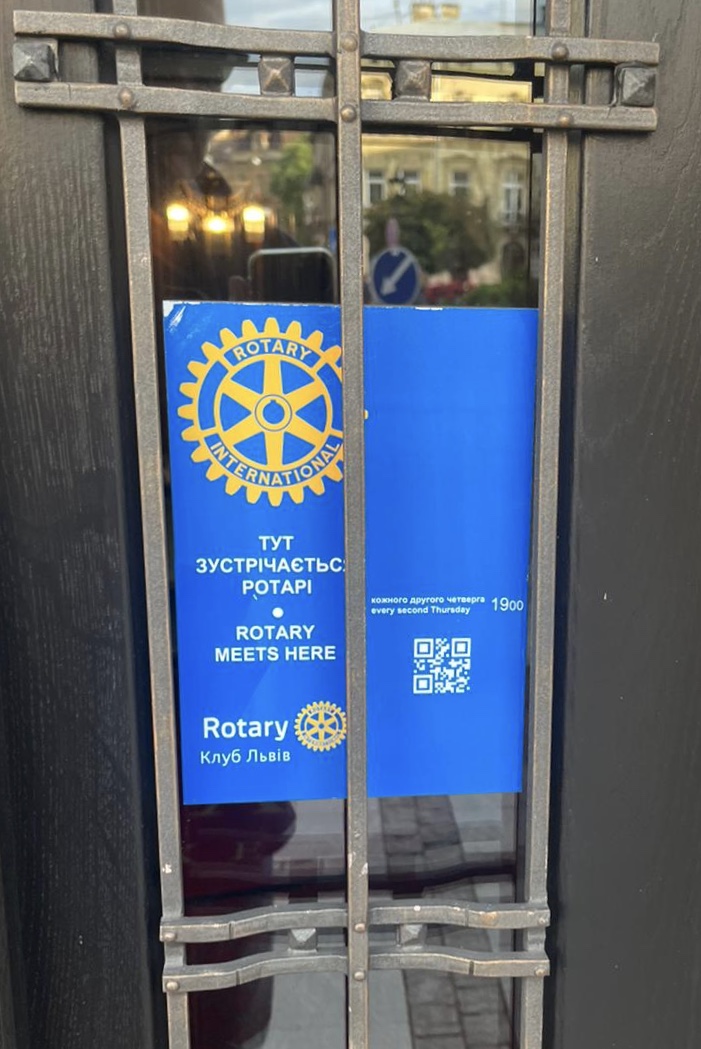 ROTARY
INTERNATIONAL
ТУТ
ЗУСТРІЧАЄТЬС
РОТАРІ
ROTARY
MEETS HERE
Rotary
Клуб Львів
кожного другого четверга
every second Thursday
1900